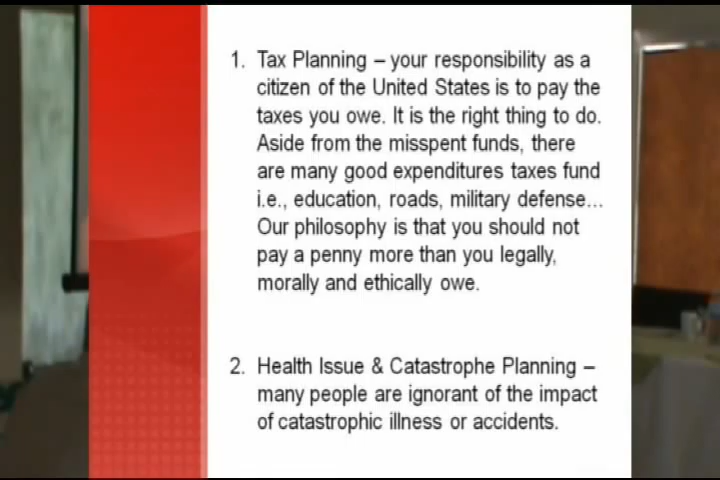 1. Tax Planning – your responsibility as a
citizen of the United States is to pay the
taxes you owe. It is the right thing to do.
Aside from the misspent funds, there
are many good expenditures taxes fund
i.e., education, roads, military defense...
Our philosophy is that you should not
pay a penny more than you legally,
morally and ethically owe.
2. Health Issue & Catastrophe Planning –
many people are ignorant of the impact
of catastrophic illness or accidents.